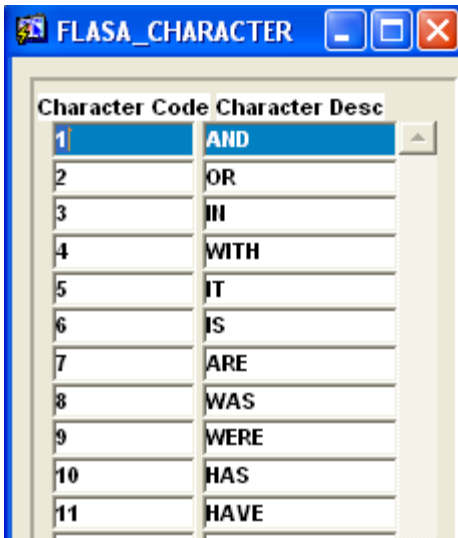 FLASA_CHARACTER
Character Code Character Desc
1 AND
2 OR
3 IN
4 WITH
5 IT
6 IS
7 ARE
8 WAS
9 WERE
10 HAS
11 HAVE